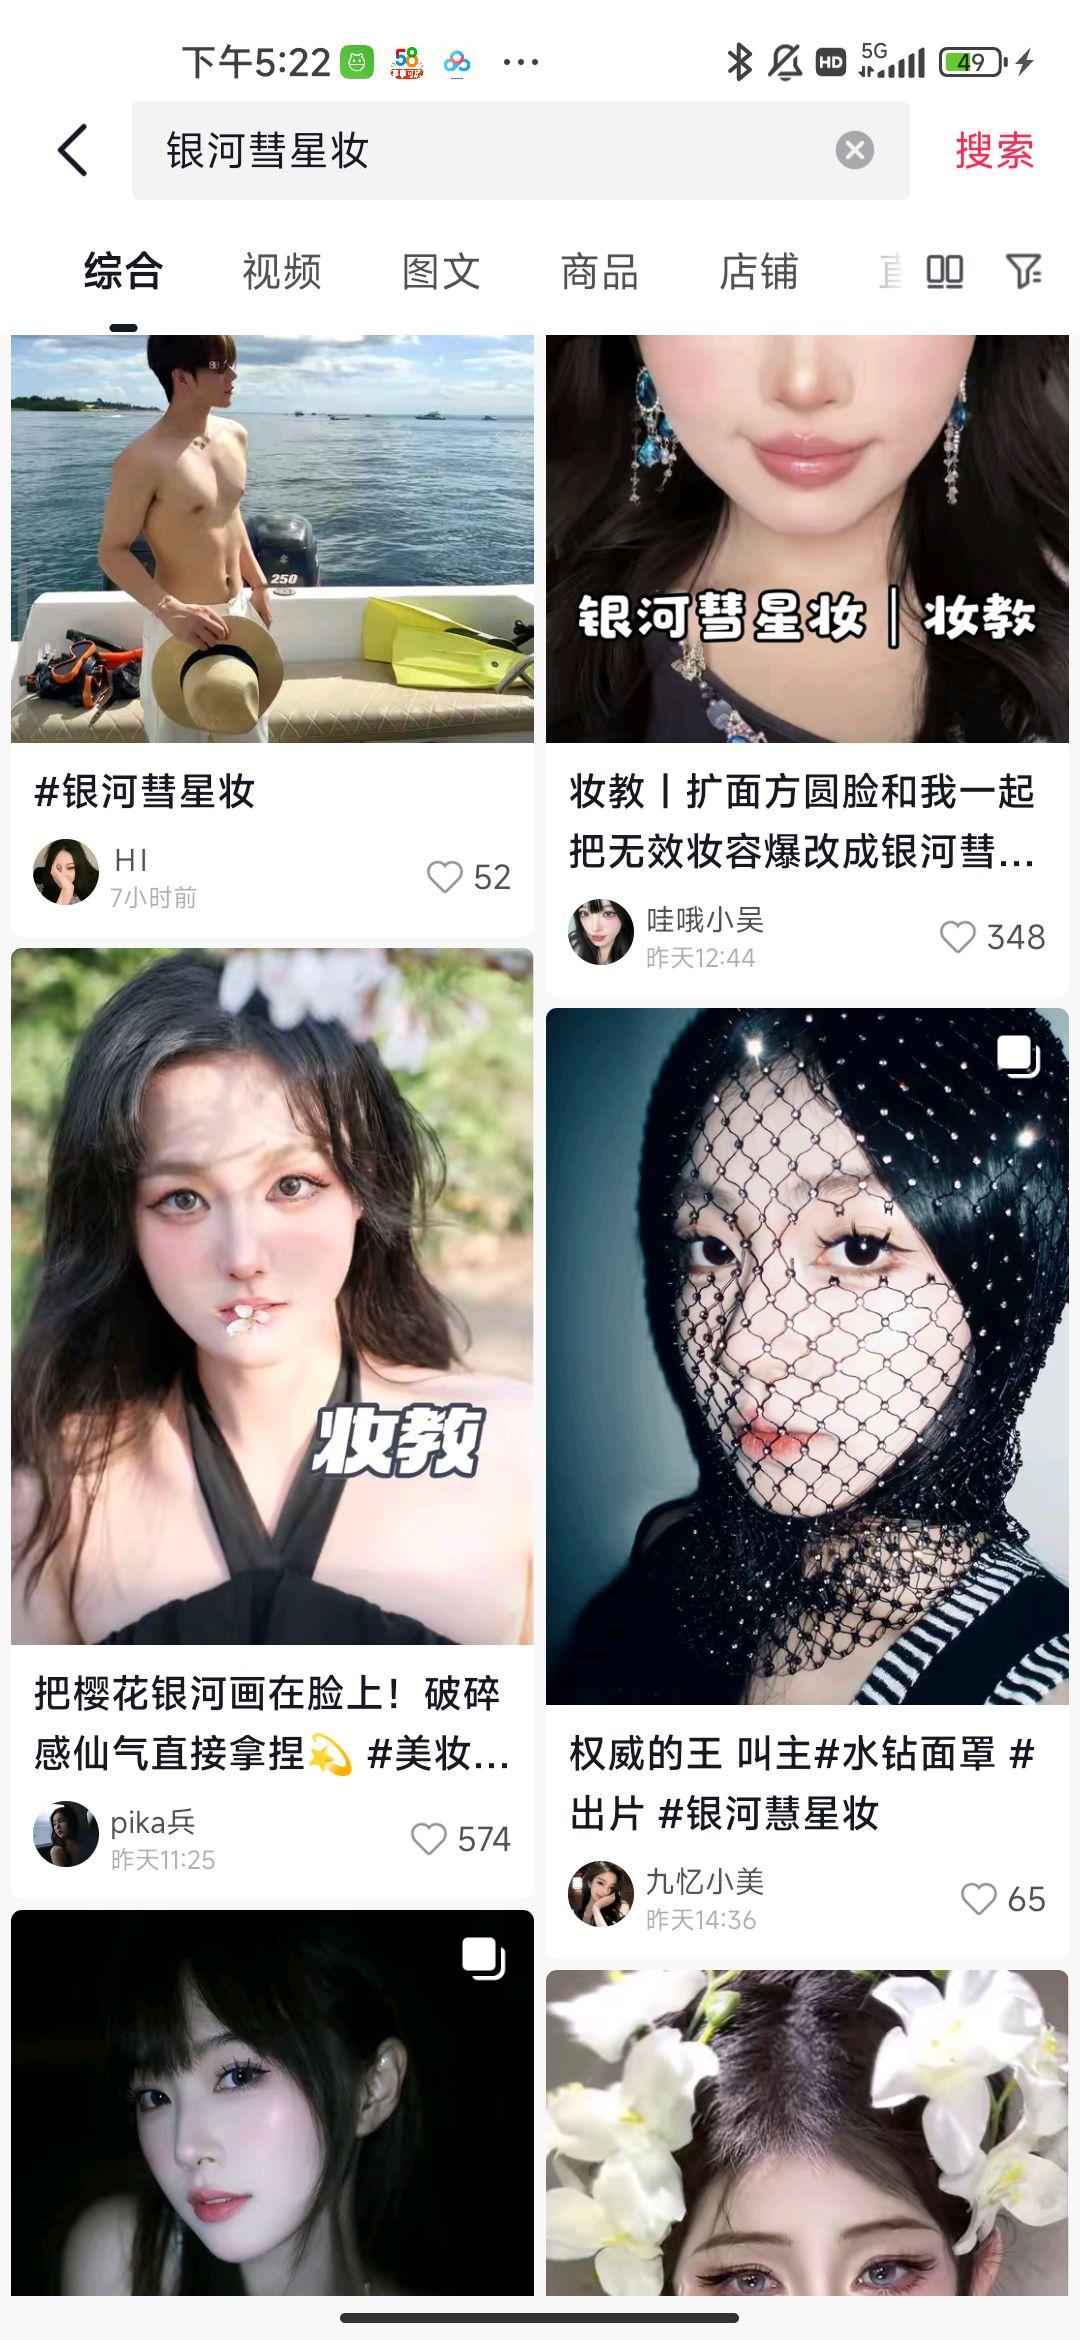 下午5:22
58
HD
5G
49
银河彗星妆
搜索
综合
视频
图文
商品
店铺
250
#银河彗星妆
HI
7小时前
52
银河彗星妆|妆教
妆教丨扩面方圆脸和我一起
把无效妆容爆改成银河彗...
哇哦小吴
昨天12:44
348
妆教
把樱花银河画在脸上！破碎
感仙气直接拿捏💫 #美妆...
pika兵
昨天11:25
574
权威的王 叫主#水钻面罩 #
出片 #银河慧星妆
九忆小美
昨天14:36
65